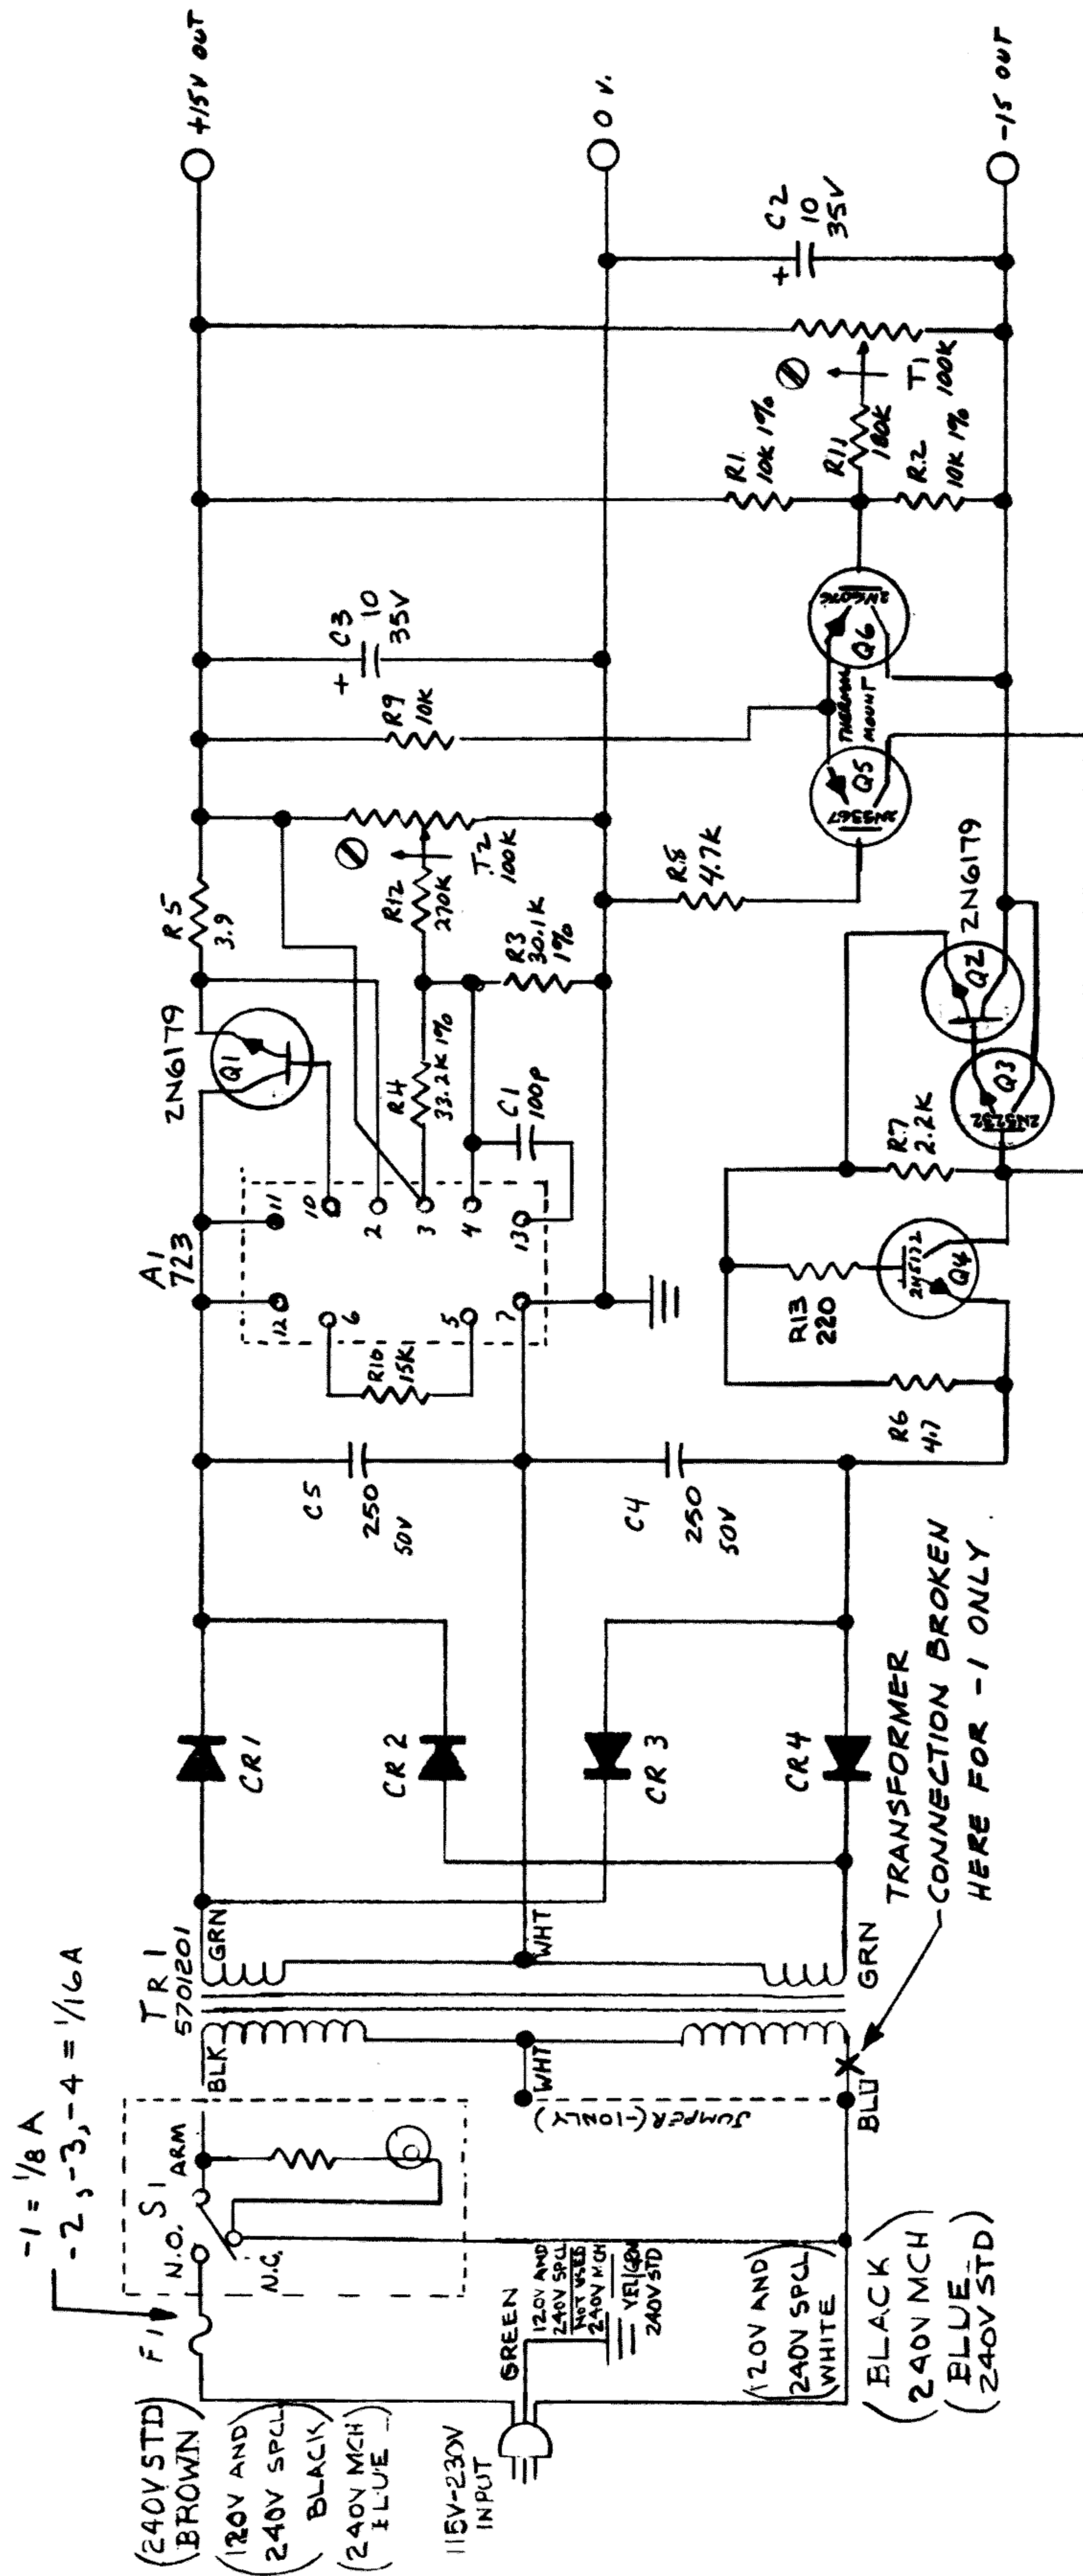 -1 = 1/8 A
-2, -3, -4 = 1/16 A
(240V STD)
(BROWN)
(120V AND)
(240V SPCL)
BLACK)
(240V MCH
BLUE)
115V-230V
INPUT
F1
N.O.
S1
ARM
N.C.
GREEN
120V AND
240V SPCL
NOT USED
240V MCH
YEL/GRN
240V STD
(120V AND)
(240V SPCL)
WHITE
(BLACK)
240V MCH
(BLUE)
240V STD)
JUMPER (-1 ONLY)
TR1
5701201
BLK
GRN
WHT
WHT
BLU
GRN
TRANSFORMER
CONNECTION BROKEN
HERE FOR -1 ONLY.
CR1
CR2
CR3
CR4
C5
250
50V
C4
250
50V
A1
723
12
11
10
6
2
3
5
4
7
13
R10
15K
2N6179
Q1
R5
3.9
R4
33.2K 1%
C1
100P
R12
270K
T2
100K
R3
30.1K
1%
R9
10K
C3
10
35V
+
+15V OUT
0 V.
-15 OUT
R8
4.7K
2N5367
Q5
THERMAL
MOUNT
2N6076
Q6
R1
10K 1%
R11
180K
R2
10K 1%
T1
100K
C2
10
35V
+
R6
4.7
R13
220
2N5172
Q4
R7
2.2K
2N5232
Q3
Q2
2N6179